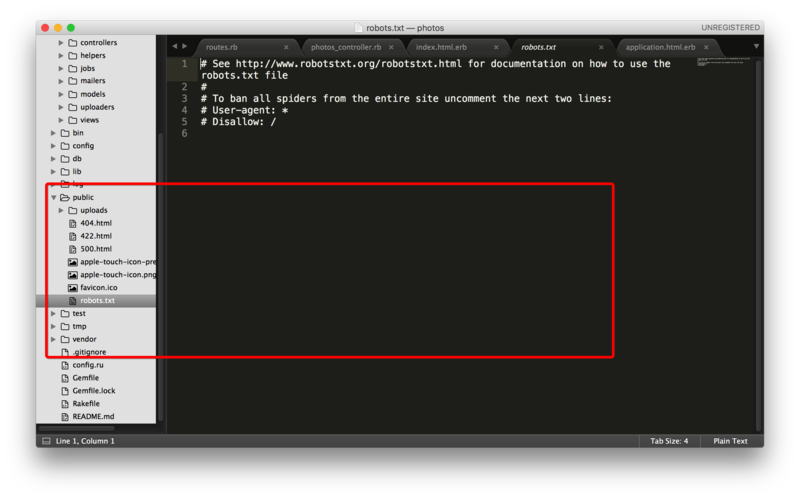 robots.txt — photos
UNREGISTERED
controllers
helpers
jobs
mailers
models
uploaders
views
bin
config
db
lib
log
public
uploads
404.html
422.html
500.html
apple-touch-icon-pre
apple-touch-icon.png
favicon.ico
robots.txt
test
tmp
vendor
.gitignore
config.ru
Gemfile
Gemfile.lock
Rakefile
README.md
routes.rb
photos_controller.rb
index.html.erb
robots.txt
application.html.erb
1 # See http://www.robotstxt.org/robotstxt.html for documentation on how to use the
robots.txt file
2 #
3 # To ban all spiders from the entire site uncomment the next two lines:
4 # User-agent: *
5 # Disallow: /
6
Line 1, Column 1
Tab Size: 4
Plain Text